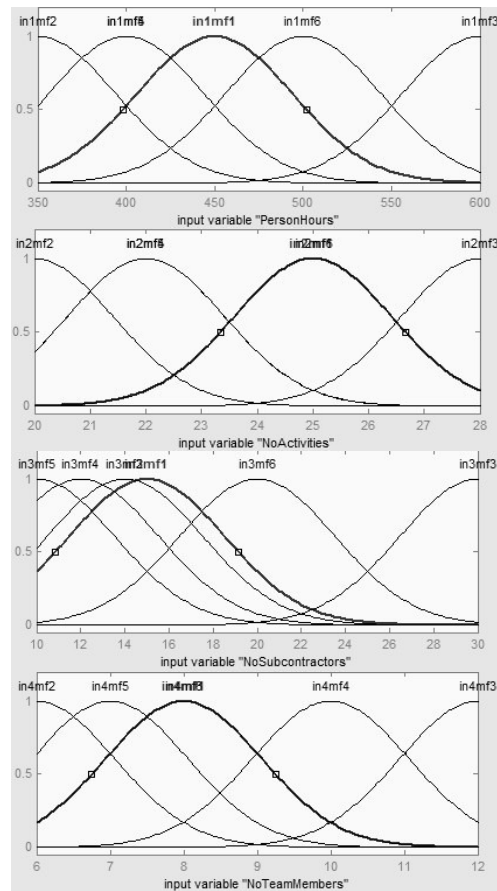 in1mf2 in1mf1 in1mf6 in1mf3
1
0.5
0
350 400 450 500 550 600
input variable "PersonHours"
in2mf2 in2mf3
1
0.5
0
20 21 22 23 24 25 26 27 28
input variable "NoActivities"
in3mf5 in3mf4 in3mf6 in3mf3
1
0.5
0
10 12 14 16 18 20 22 24 26 28 30
input variable "NoSubcontractors"
in4mf2 in4mf5 in4mf4 in4mf3
1
0.5
0
6 7 8 9 10 11 12
input variable "NoTeamMembers"